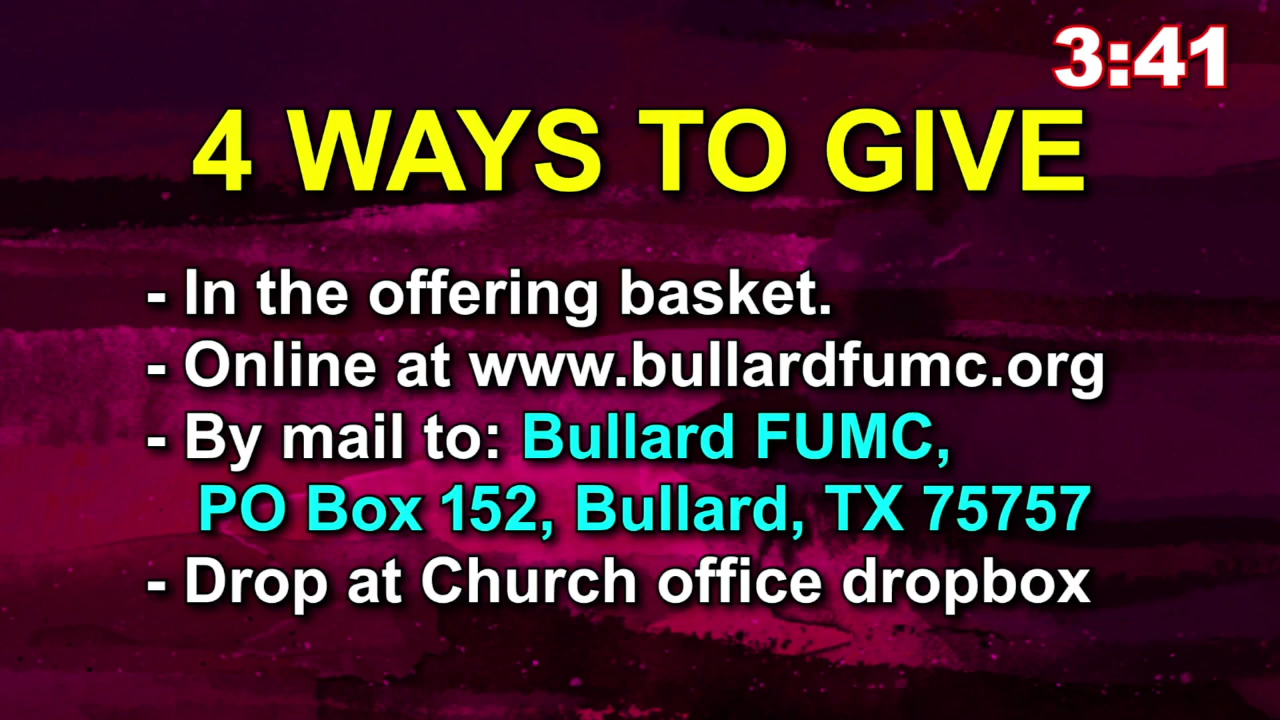 3:41
4 WAYS TO GIVE
- In the offering basket.
- Online at www.bullardfumc.org
- By mail to: Bullard FUMC,
PO Box 152, Bullard, TX 75757
- Drop at Church office dropbox